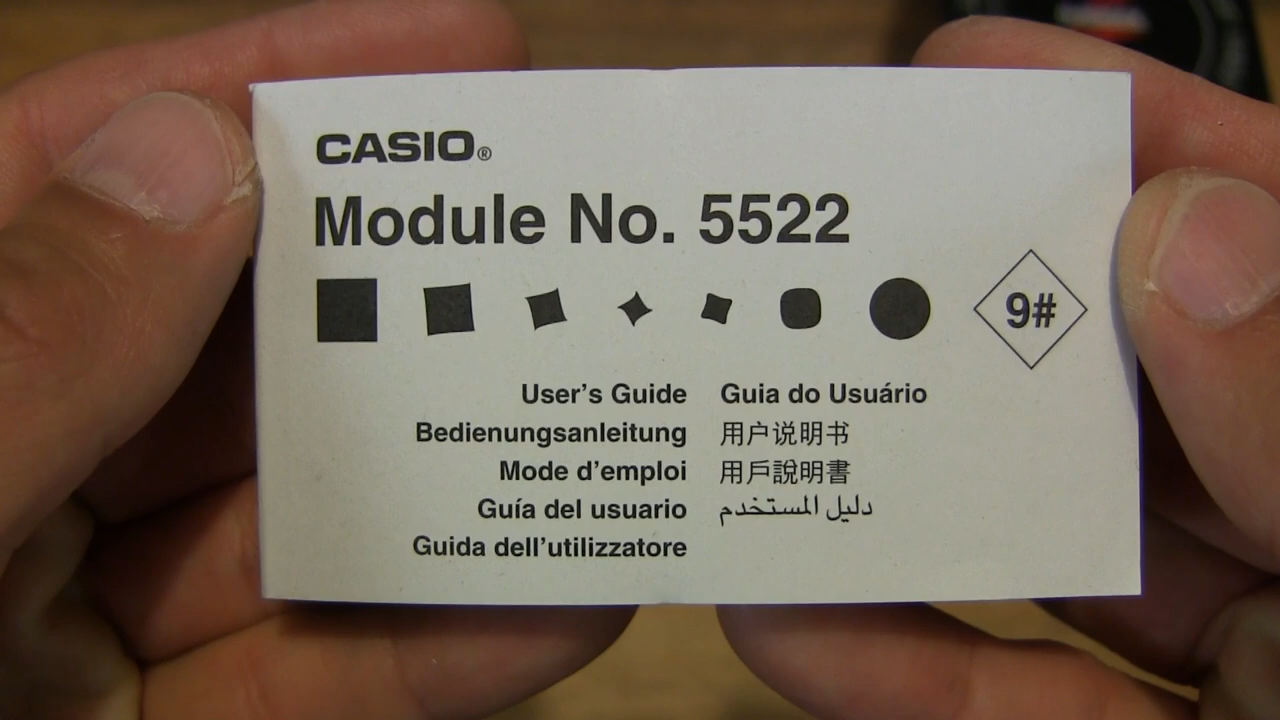 CASIO®
Module No. 5522
9#
User's Guide
Bedienungsanleitung
Mode d'emploi
Guía del usuario
Guida dell'utilizzatore
Guia do Usuário
用户说明书
用戶說明書
دليل المستخدم